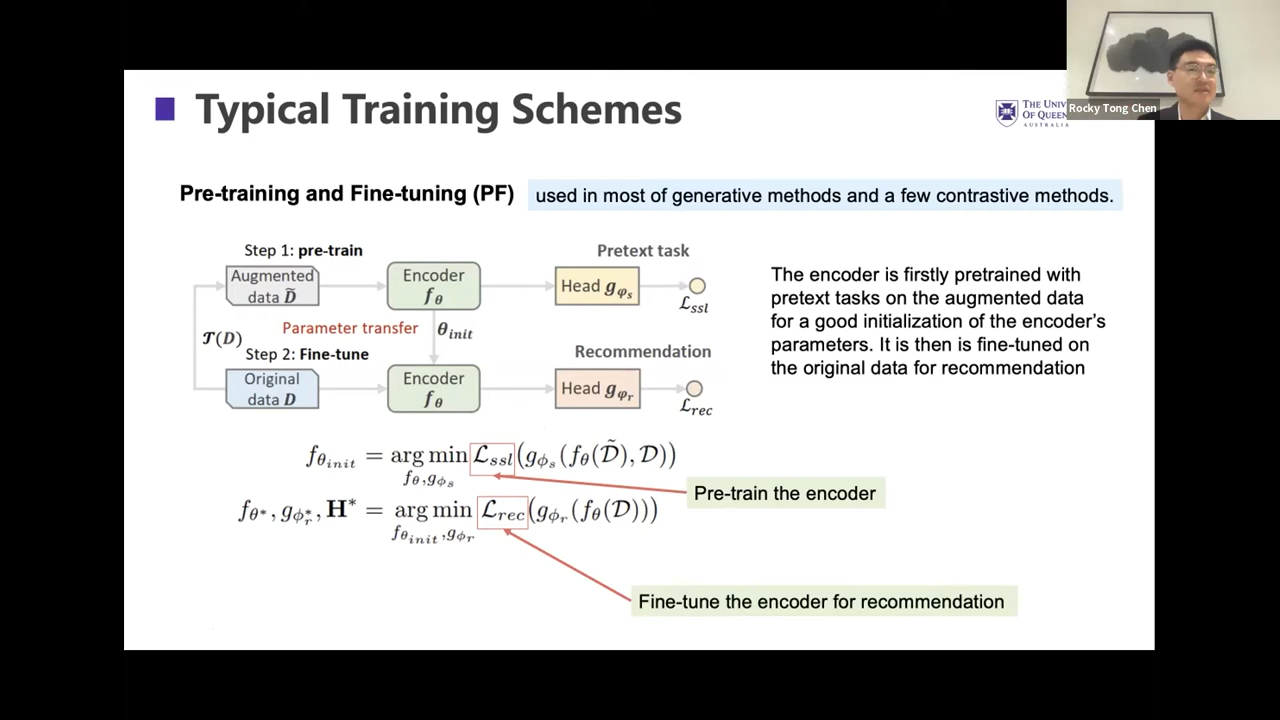 Typical Training Schemes
THE UNIV
OF QUEEN
AUSTRALIA
Rocky Tong Chen
Pre-training and Fine-tuning (PF)
used in most of generative methods and a few contrastive methods.
Step 1: pre-train
Pretext task
Augmented
data D̃
Encoder
f_θ
Head g_φs
ℒ_ssl
Parameter transfer
θ_init
𝒯(D)
Step 2: Fine-tune
Recommendation
Original
data D
Encoder
f_θ
Head g_φr
ℒ_rec
The encoder is firstly pretrained with
pretext tasks on the augmented data
for a good initialization of the encoder's
parameters. It is then is fine-tuned on
the original data for recommendation
f_θ_init = arg min ℒ_ssl(g_ϕs(f_θ(𝒟̃), 𝒟))
f_θ, g_ϕs
Pre-train the encoder
f_θ*, g_ϕr*, H* = arg min ℒ_rec(g_ϕr(f_θ(𝒟)))
f_θ_init, g_ϕr
Fine-tune the encoder for recommendation